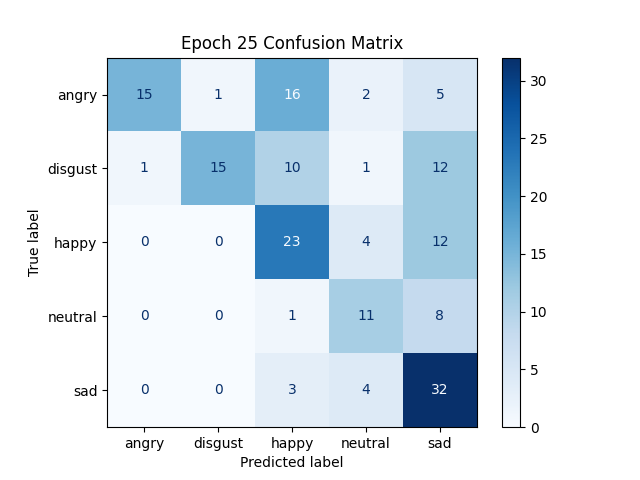 Epoch 25 Confusion Matrix
angry 15 1 16 2 5
disgust 1 15 10 1 12
happy 0 0 23 4 12
neutral 0 0 1 11 8
sad 0 0 3 4 32
angry disgust happy neutral sad
Predicted label
True label
30
25
20
15
10
5
0